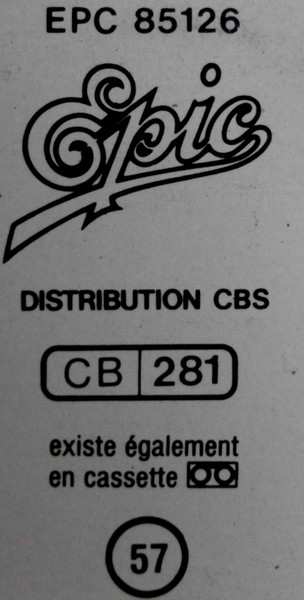 EPC 85126
Epic
DISTRIBUTION CBS
CB 281
existe également
en cassette
57